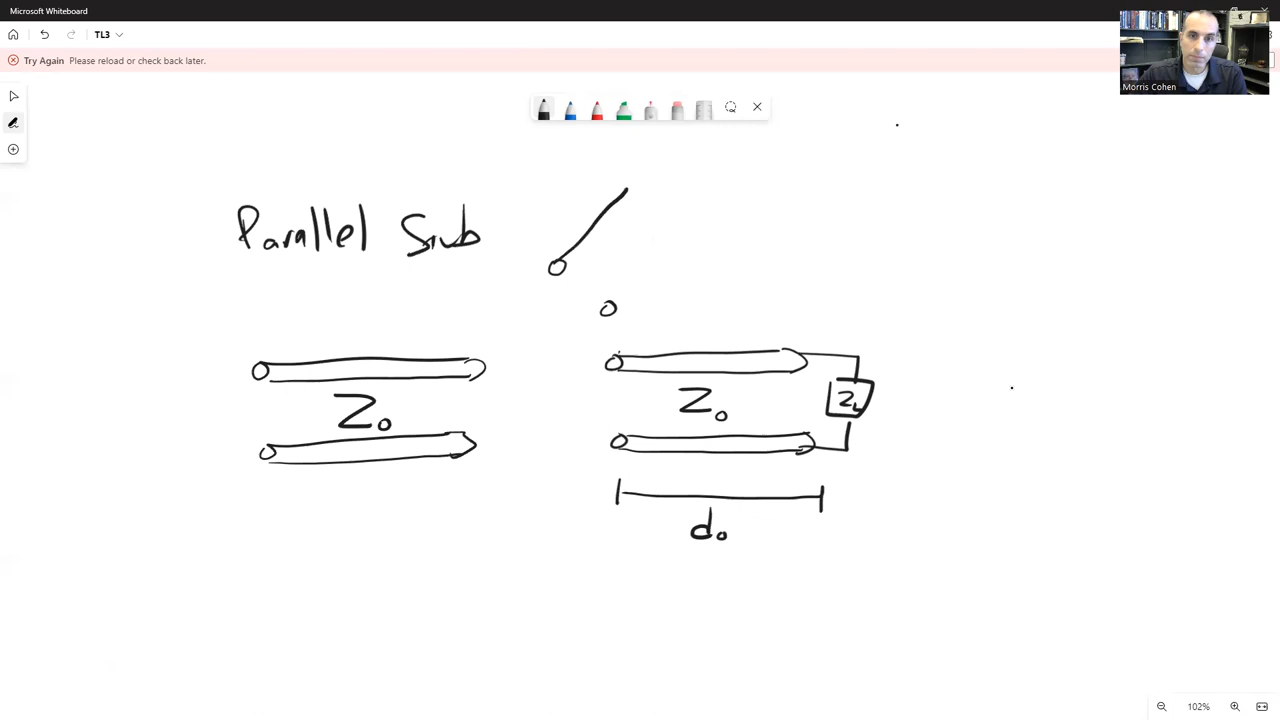 Microsoft Whiteboard
TL3
Try Again Please reload or check back later.
Morris Cohen
Parallel Stub
Z₀
Z₀
Z_L
d₀
102%